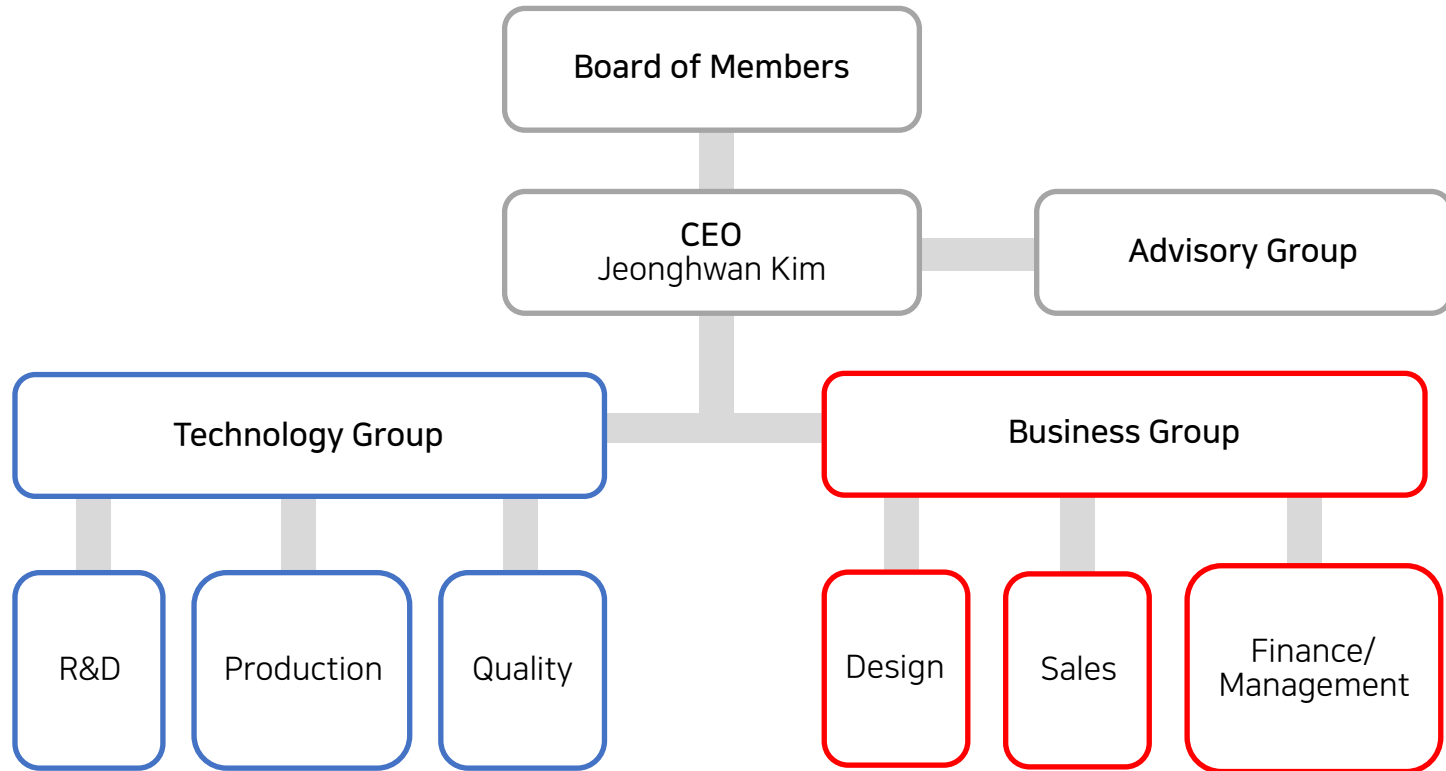 Board of Members
CEO
Jeonghwan Kim
Advisory Group
Technology Group
Business Group
R&D
Production
Quality
Design
Sales
Finance/
Management